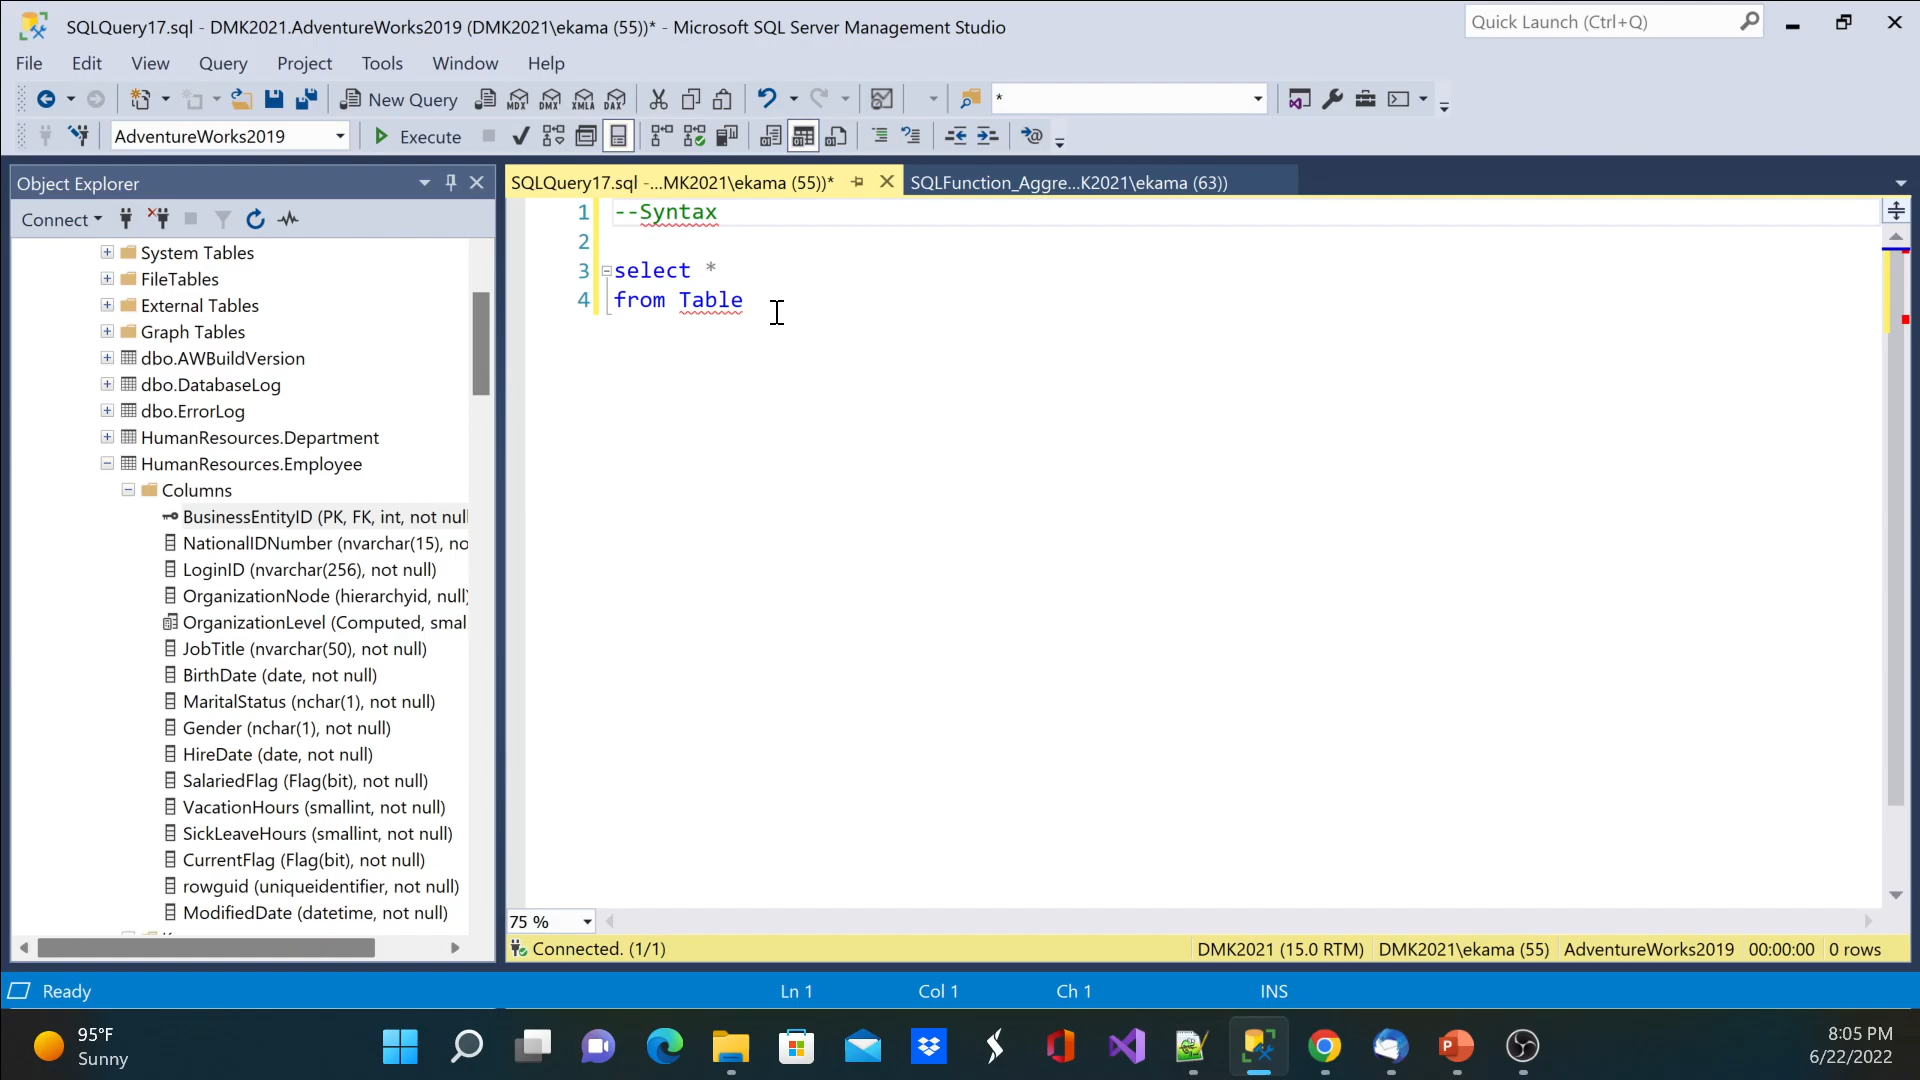 SQLQuery17.sql - DMK2021.AdventureWorks2019 (DMK2021\ekama (55))* - Microsoft SQL Server Management Studio
Quick Launch (Ctrl+Q)
File Edit View Query Project Tools Window Help
New Query MDX DMX XMLA DAX *
AdventureWorks2019 Execute
Object Explorer
SQLQuery17.sql -...MK2021\ekama (55))*
SQLFunction_Aggre...K2021\ekama (63))
Connect
System Tables
FileTables
External Tables
Graph Tables
dbo.AWBuildVersion
dbo.DatabaseLog
dbo.ErrorLog
HumanResources.Department
HumanResources.Employee
Columns
BusinessEntityID (PK, FK, int, not null
NationalIDNumber (nvarchar(15), no
LoginID (nvarchar(256), not null)
OrganizationNode (hierarchyid, null)
OrganizationLevel (Computed, smal
JobTitle (nvarchar(50), not null)
BirthDate (date, not null)
MaritalStatus (nchar(1), not null)
Gender (nchar(1), not null)
HireDate (date, not null)
SalariedFlag (Flag(bit), not null)
VacationHours (smallint, not null)
SickLeaveHours (smallint, not null)
CurrentFlag (Flag(bit), not null)
rowguid (uniqueidentifier, not null)
ModifiedDate (datetime, not null)
1 --Syntax
2
3 select *
4 from Table
75 %
Connected. (1/1)
DMK2021 (15.0 RTM) DMK2021\ekama (55) AdventureWorks2019 00:00:00 0 rows
Ready Ln 1 Col 1 Ch 1 INS
95°F
Sunny
8:05 PM
6/22/2022